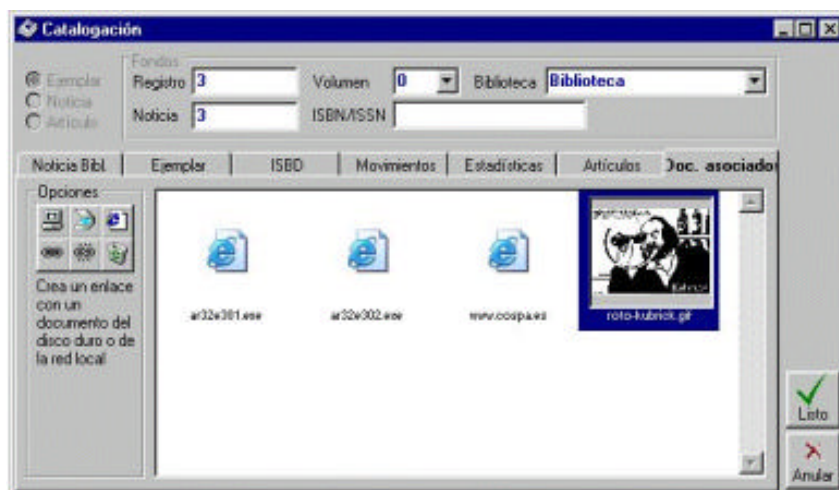 Catalogación
Fondos
Ejemplar
Noticia
Artículo
Registro 3 Volumen 0 Biblioteca Biblioteca
Noticia 3 ISBN/ISSN
Noticia Bibl. Ejemplar ISBD Movimientos Estadísticas Artículos Doc. asociados
Opciones
Crea un enlace
con un
documento del
disco duro o de
la red local
ar32e301.exe ar32e302.exe www.cospa.es roto-kubrick.gif
Listo
Anular